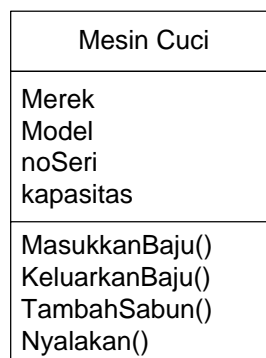 Mesin Cuci
Merek
Model
noSeri
kapasitas
MasukkanBaju()
KeluarkanBaju()
TambahSabun()
Nyalakan()